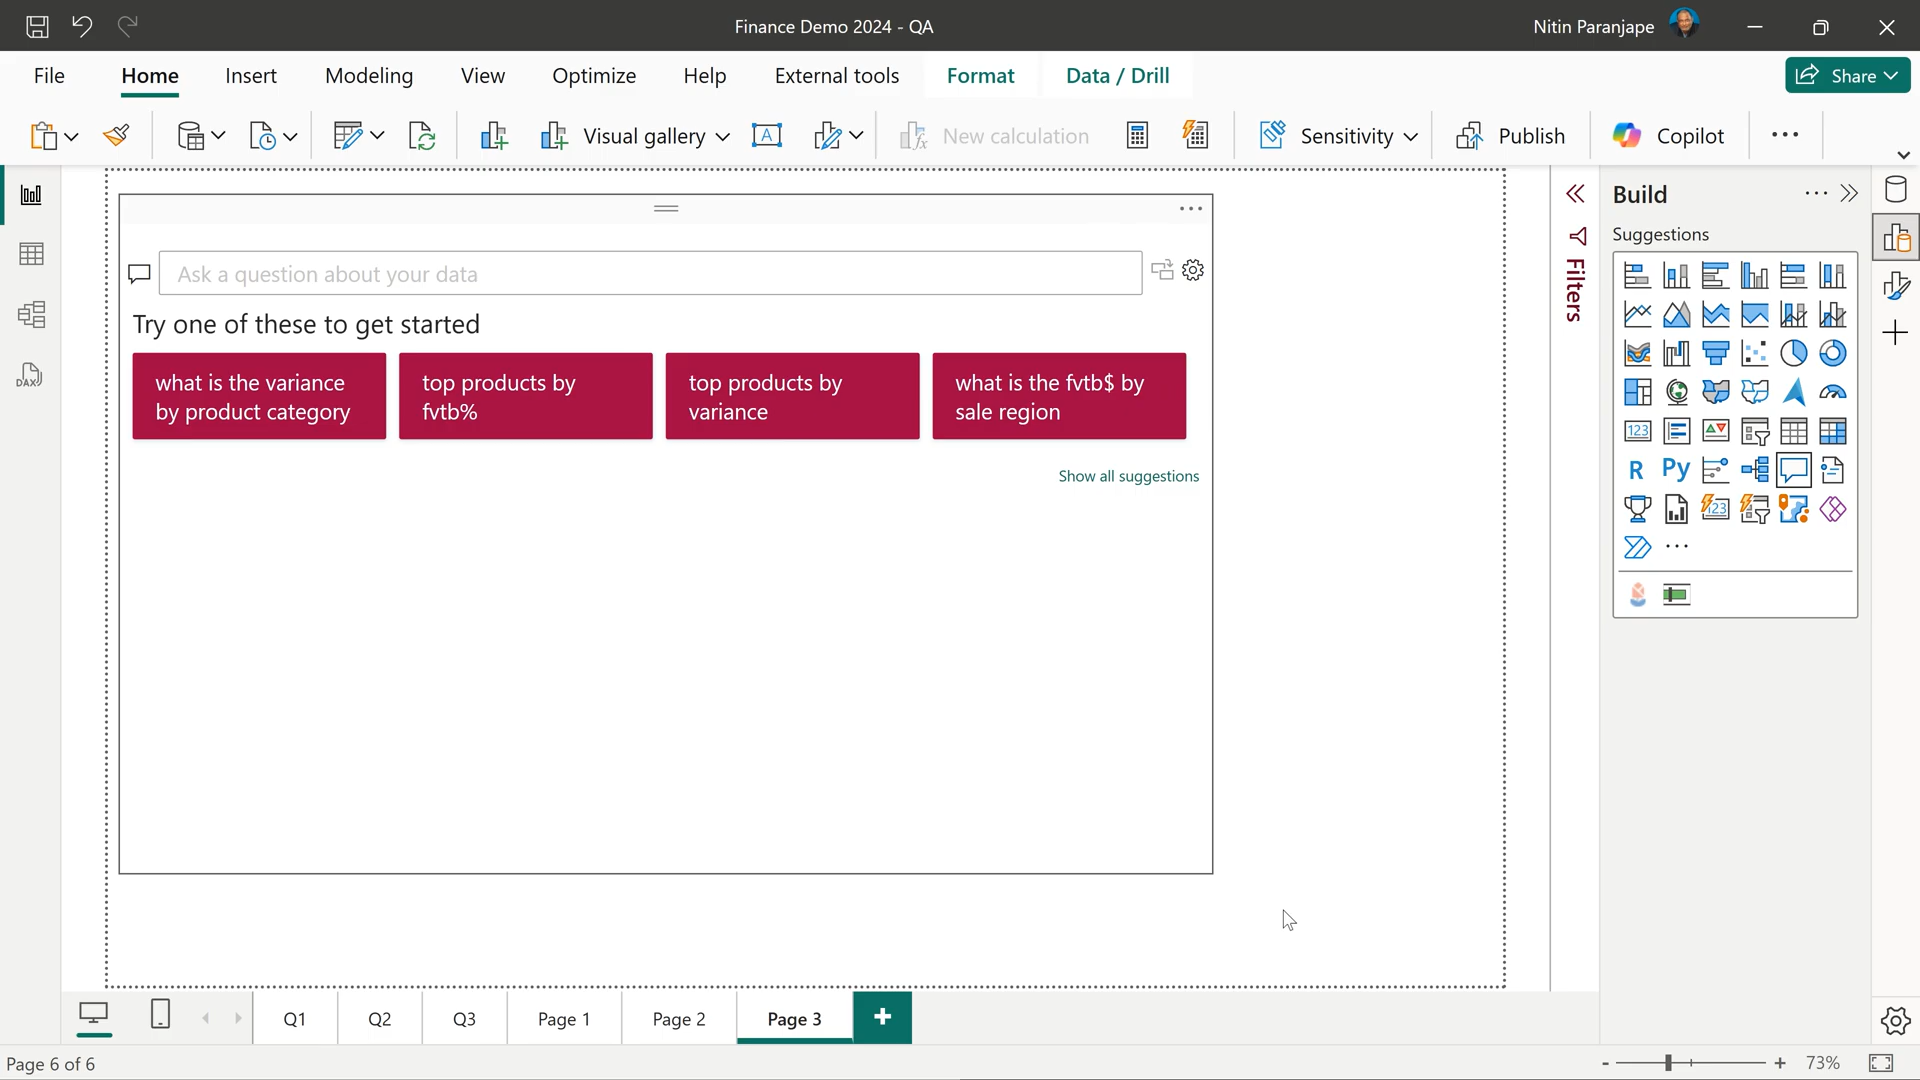 Finance Demo 2024 - QA
Nitin Paranjape
File
Home
Insert
Modeling
View
Optimize
Help
External tools
Format
Data / Drill
Share
Visual gallery
New calculation
Sensitivity
Publish
Copilot
Ask a question about your data
Try one of these to get started
what is the variance
by product category
top products by
fvtb%
top products by
variance
what is the fvtb$ by
sale region
Show all suggestions
Filters
Build
Suggestions
123
R
Py
123
A
DAX
Q1
Q2
Q3
Page 1
Page 2
Page 3
Page 6 of 6
73%